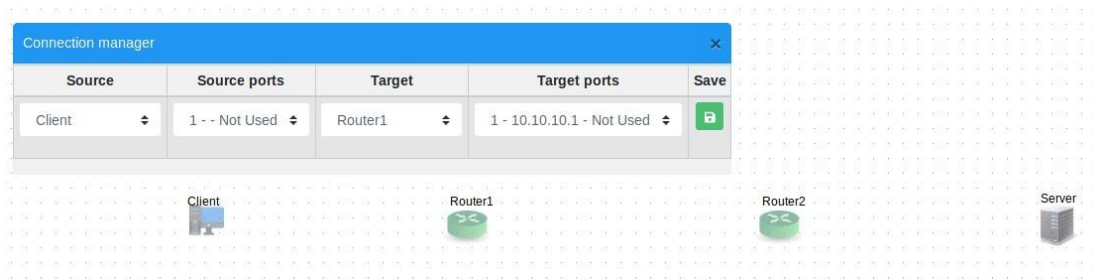 Connection manager ×
Source Source ports Target Target ports Save
Client 1 - - Not Used Router1 1 - 10.10.10.1 - Not Used
Client Router1 Router2 Server